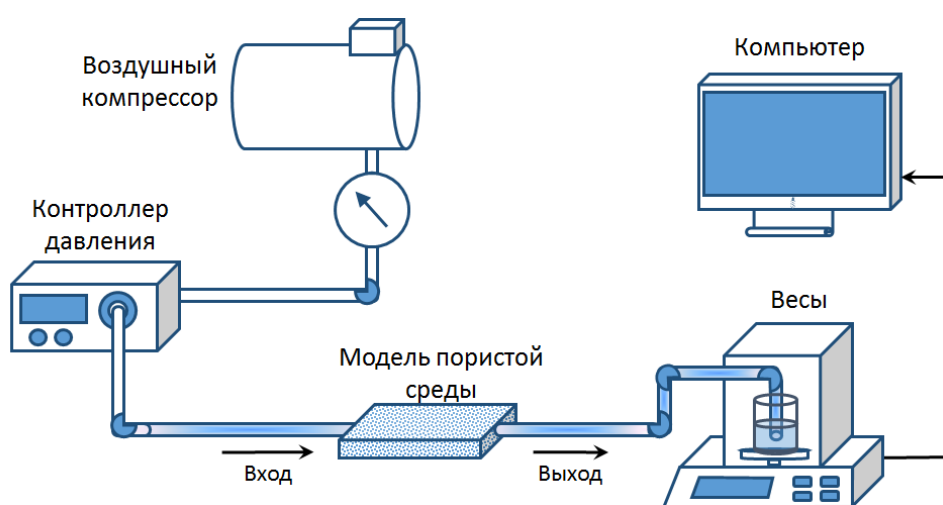 Воздушный
компрессор
Компьютер
Контроллер
давления
Весы
Модель пористой
среды
Вход
Выход